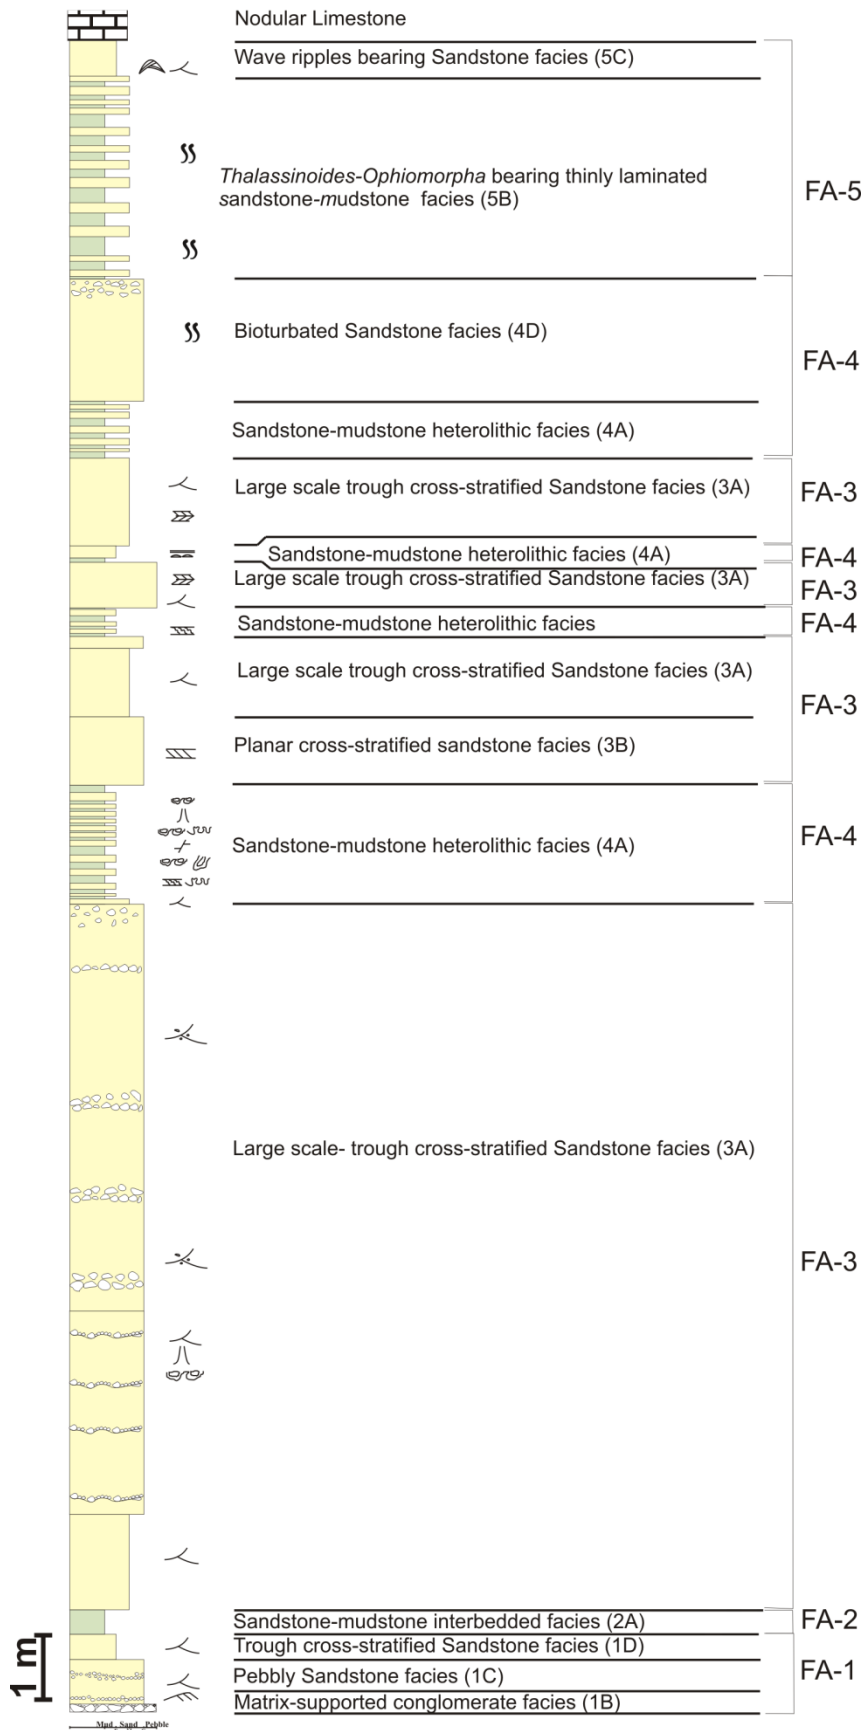 Nodular Limestone
Wave ripples bearing Sandstone facies (5C)
Thalassinoides-Ophiomorpha bearing thinly laminated
sandstone-mudstone facies (5B)
FA-5
Bioturbated Sandstone facies (4D)
FA-4
Sandstone-mudstone heterolithic facies (4A)
Large scale trough cross-stratified Sandstone facies (3A)
FA-3
Sandstone-mudstone heterolithic facies (4A)
FA-4
Large scale trough cross-stratified Sandstone facies (3A)
FA-3
Sandstone-mudstone heterolithic facies
FA-4
Large scale trough cross-stratified Sandstone facies (3A)
FA-3
Planar cross-stratified sandstone facies (3B)
Sandstone-mudstone heterolithic facies (4A)
FA-4
Large scale- trough cross-stratified Sandstone facies (3A)
FA-3
Sandstone-mudstone interbedded facies (2A)
FA-2
Trough cross-stratified Sandstone facies (1D)
Pebbly Sandstone facies (1C)
FA-1
Matrix-supported conglomerate facies (1B)
1 m
Mud Sand Pebble